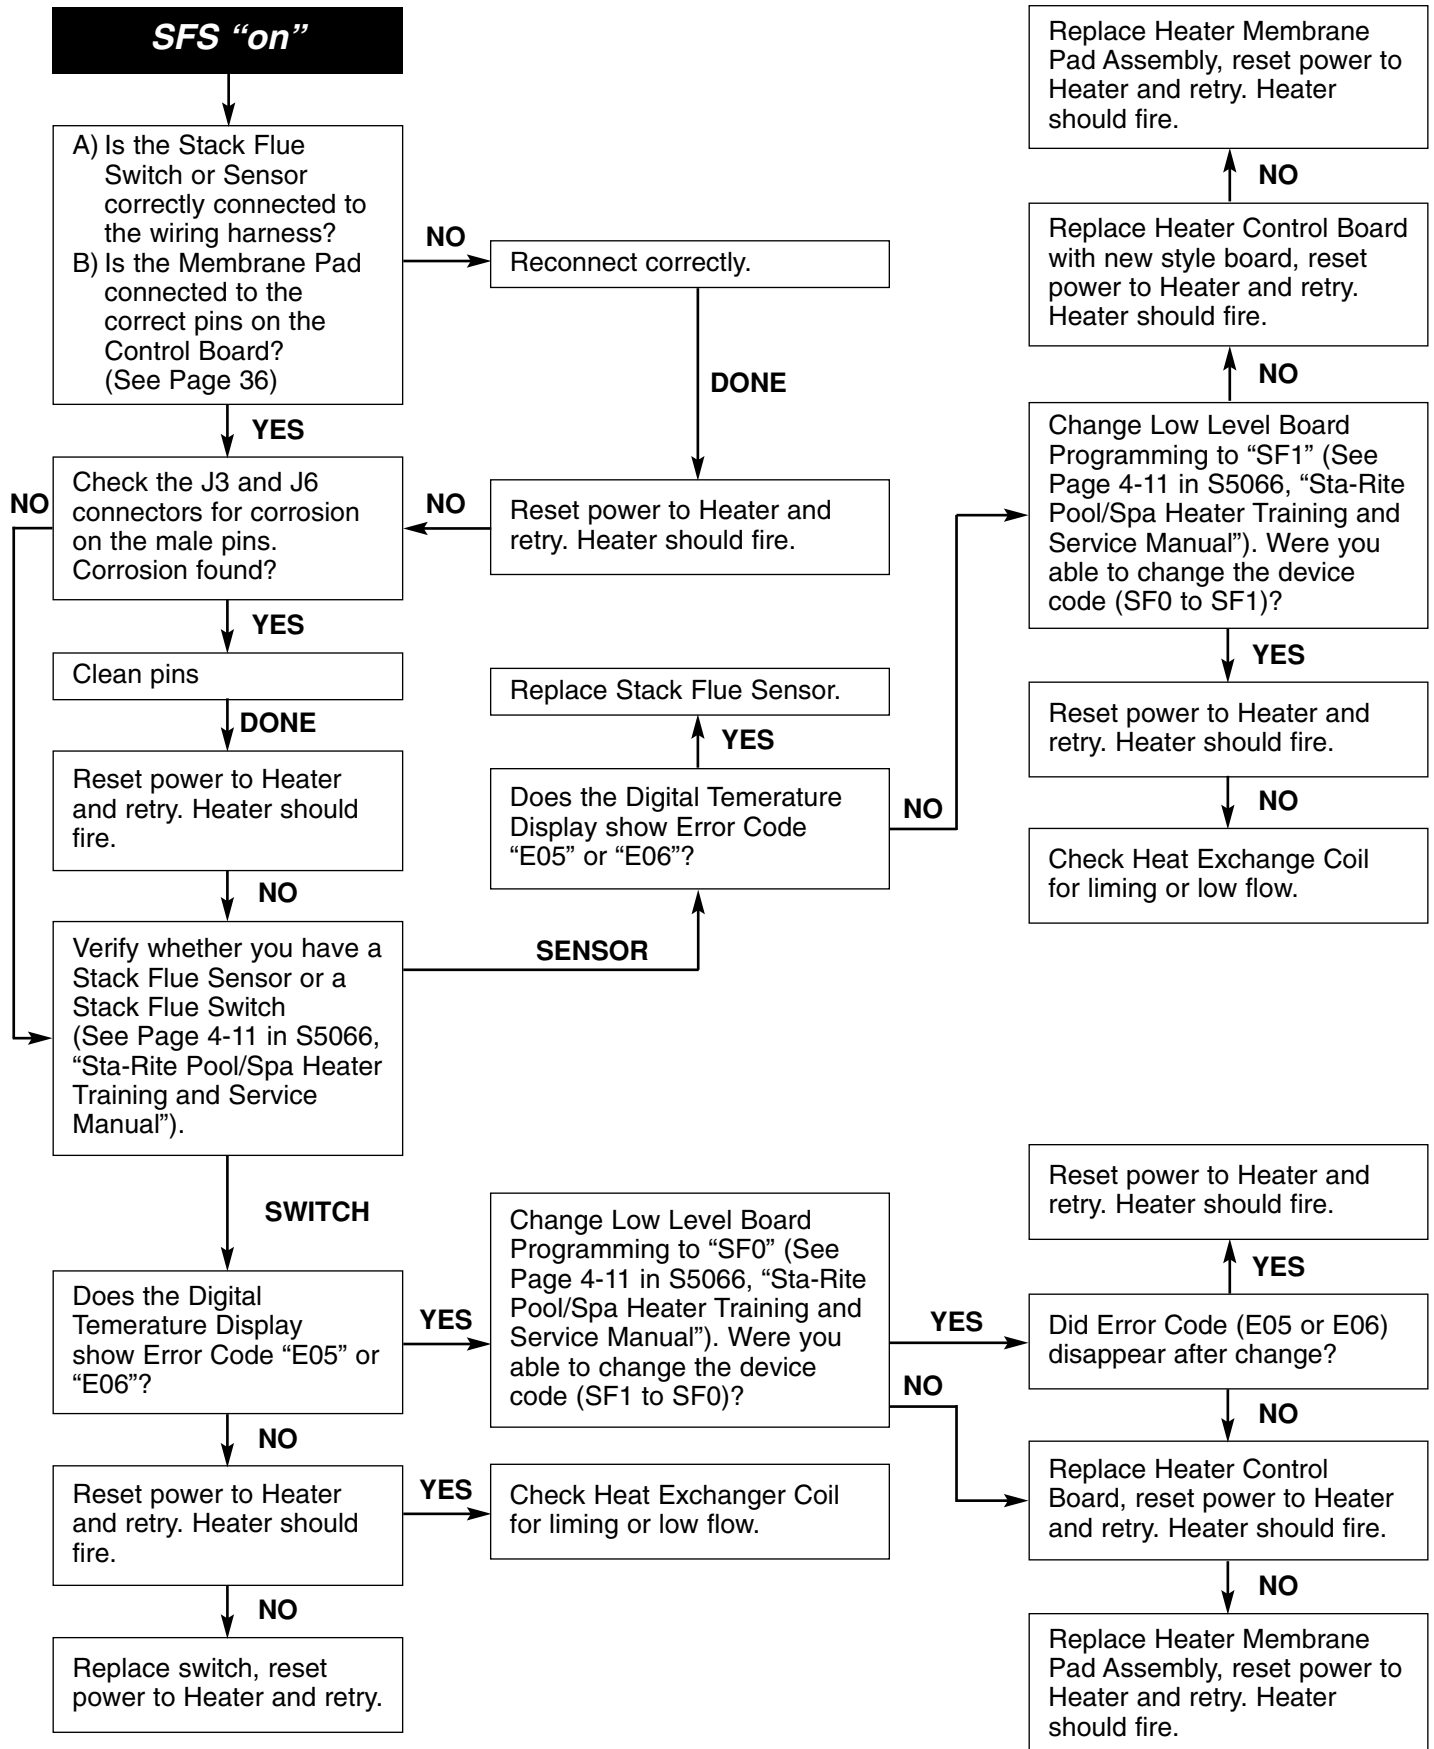 SFS “on”
A) Is the Stack Flue
Switch or Sensor
correctly connected to
the wiring harness?
B) Is the Membrane Pad
connected to the
correct pins on the
Control Board?
(See Page 36)
NO
Reconnect correctly.
DONE
Reset power to Heater and
retry. Heater should fire.
NO
YES
Check the J3 and J6
connectors for corrosion
on the male pins.
Corrosion found?
NO
YES
Clean pins
DONE
Reset power to Heater
and retry. Heater should
fire.
NO
Verify whether you have a
Stack Flue Sensor or a
Stack Flue Switch
(See Page 4-11 in S5066,
“Sta-Rite Pool/Spa Heater
Training and Service
Manual”).
SENSOR
Does the Digital Temerature
Display show Error Code
“E05” or “E06”?
YES
Replace Stack Flue Sensor.
NO
Change Low Level Board
Programming to “SF1” (See
Page 4-11 in S5066, “Sta-Rite
Pool/Spa Heater Training and
Service Manual”). Were you
able to change the device
code (SF0 to SF1)?
NO
Replace Heater Control Board
with new style board, reset
power to Heater and retry.
Heater should fire.
NO
Replace Heater Membrane
Pad Assembly, reset power to
Heater and retry. Heater
should fire.
YES
Reset power to Heater and
retry. Heater should fire.
NO
Check Heat Exchange Coil
for liming or low flow.
SWITCH
Does the Digital
Temerature Display
show Error Code “E05” or
“E06”?
YES
Change Low Level Board
Programming to “SF0” (See
Page 4-11 in S5066, “Sta-Rite
Pool/Spa Heater Training and
Service Manual”). Were you
able to change the device
code (SF1 to SF0)?
YES
Did Error Code (E05 or E06)
disappear after change?
YES
Reset power to Heater and
retry. Heater should fire.
NO
NO
Replace Heater Control
Board, reset power to Heater
and retry. Heater should fire.
NO
Replace Heater Membrane
Pad Assembly, reset power to
Heater and retry. Heater
should fire.
NO
Reset power to Heater
and retry. Heater should
fire.
YES
Check Heat Exchanger Coil
for liming or low flow.
NO
Replace switch, reset
power to Heater and retry.